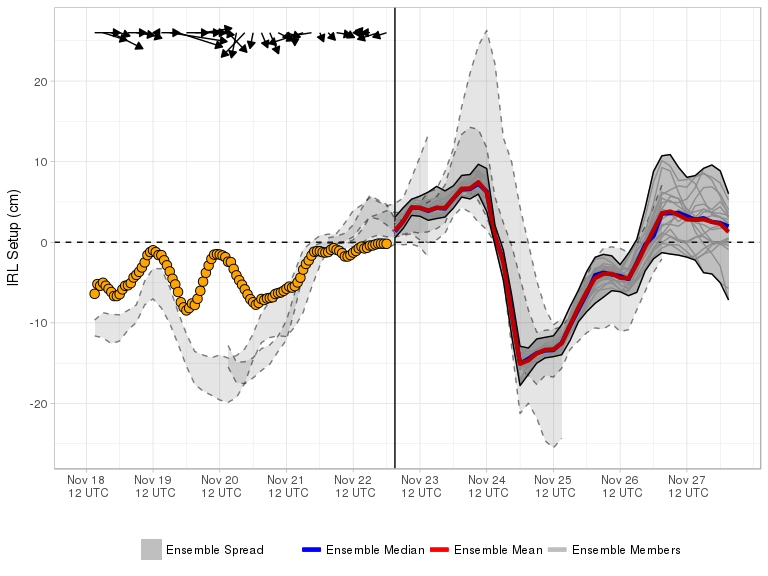 IRL Setup (cm)
20
10
0
-10
-20
Nov 18 Nov 19 Nov 20 Nov 21 Nov 22 Nov 23 Nov 24 Nov 25 Nov 26 Nov 27
12 UTC 12 UTC 12 UTC 12 UTC 12 UTC 12 UTC 12 UTC 12 UTC 12 UTC 12 UTC
Ensemble Spread Ensemble Median Ensemble Mean Ensemble Members